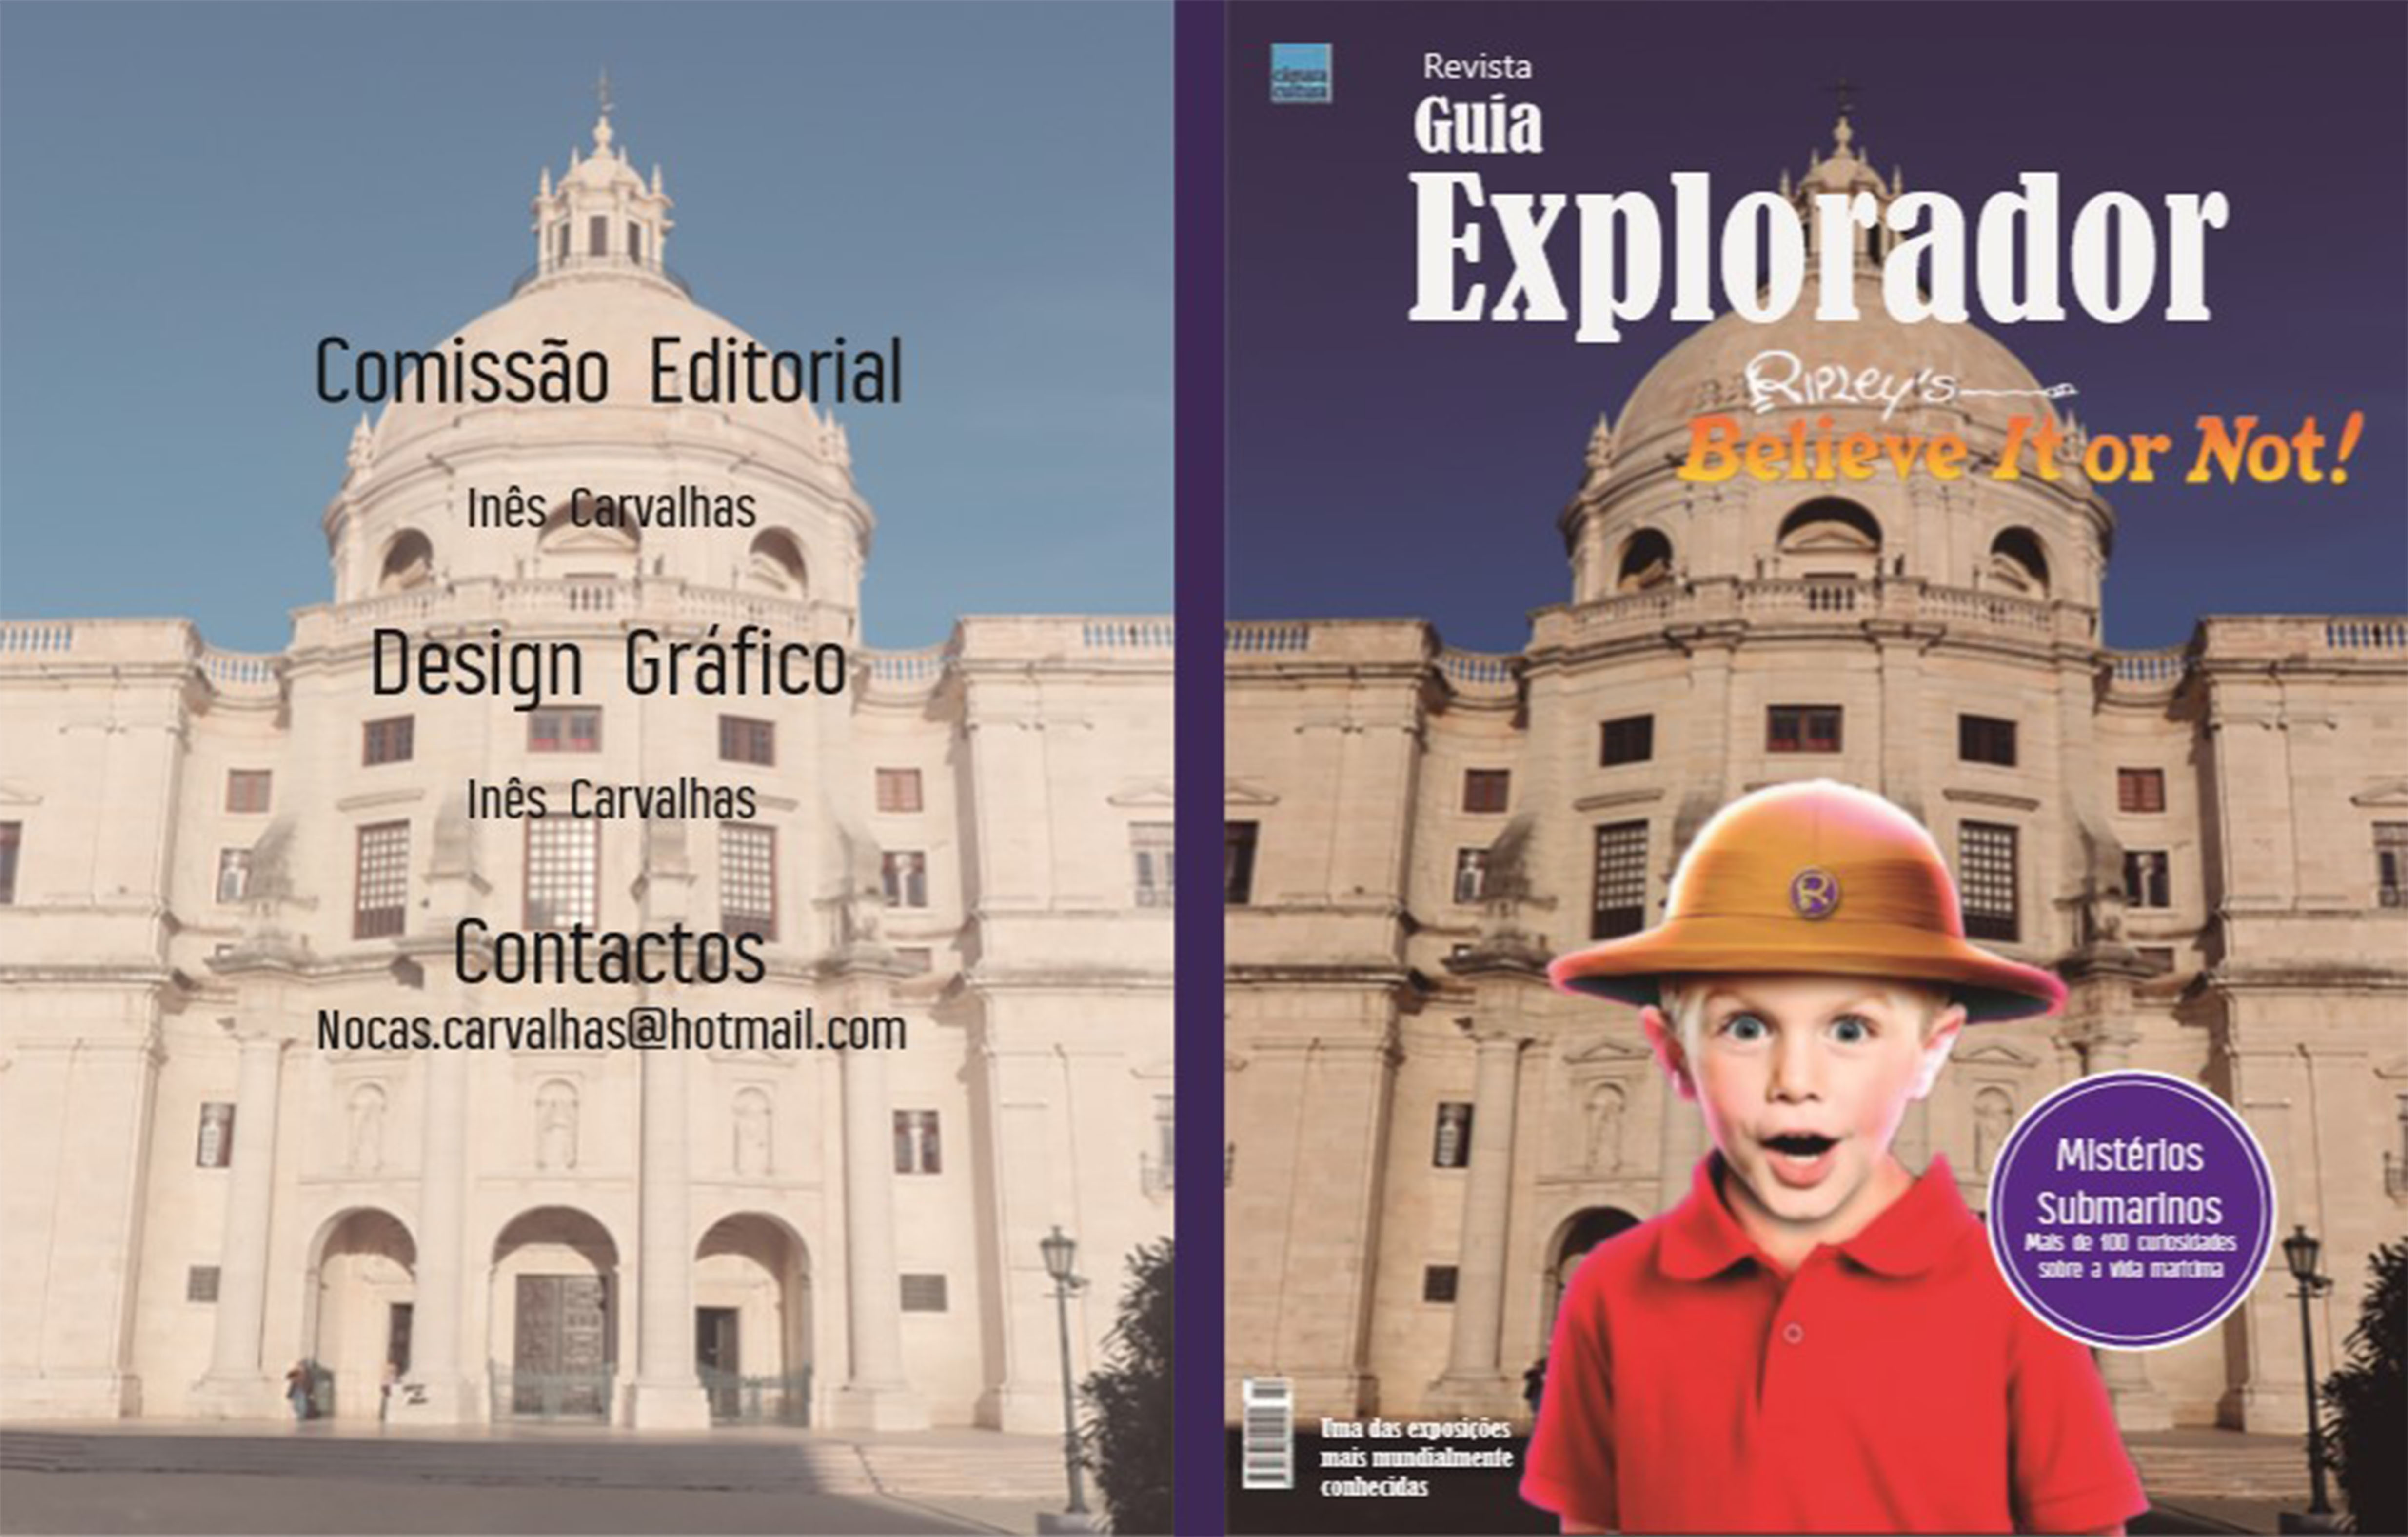 Comissão Editorial
Inês Carvalhas
Design Gráfico
Inês Carvalhas
Contactos
Nocas.carvalhas@hotmail.com
Revista
Guia
Explorador
Ripley's
Believe It or Not!
R
Mistérios
Submarinos
Mais de 100 curiosidades
sobre a vida marítima
Uma das exposições
mais mundialmente
conhecidas